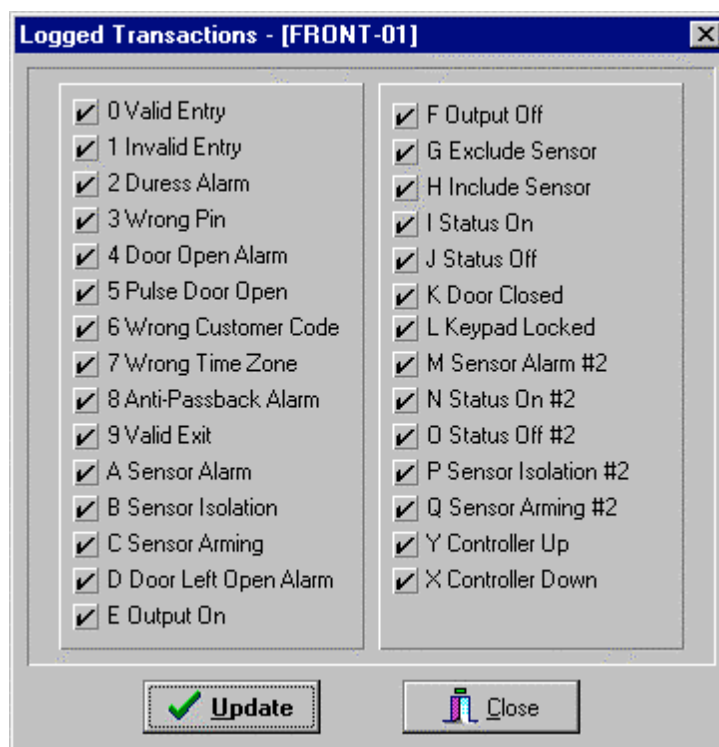 Logged Transactions - [FRONT-01]
0 Valid Entry
1 Invalid Entry
2 Duress Alarm
3 Wrong Pin
4 Door Open Alarm
5 Pulse Door Open
6 Wrong Customer Code
7 Wrong Time Zone
8 Anti-Passback Alarm
9 Valid Exit
A Sensor Alarm
B Sensor Isolation
C Sensor Arming
D Door Left Open Alarm
E Output On
F Output Off
G Exclude Sensor
H Include Sensor
I Status On
J Status Off
K Door Closed
L Keypad Locked
M Sensor Alarm #2
N Status On #2
O Status Off #2
P Sensor Isolation #2
Q Sensor Arming #2
Y Controller Up
X Controller Down
Update
Close